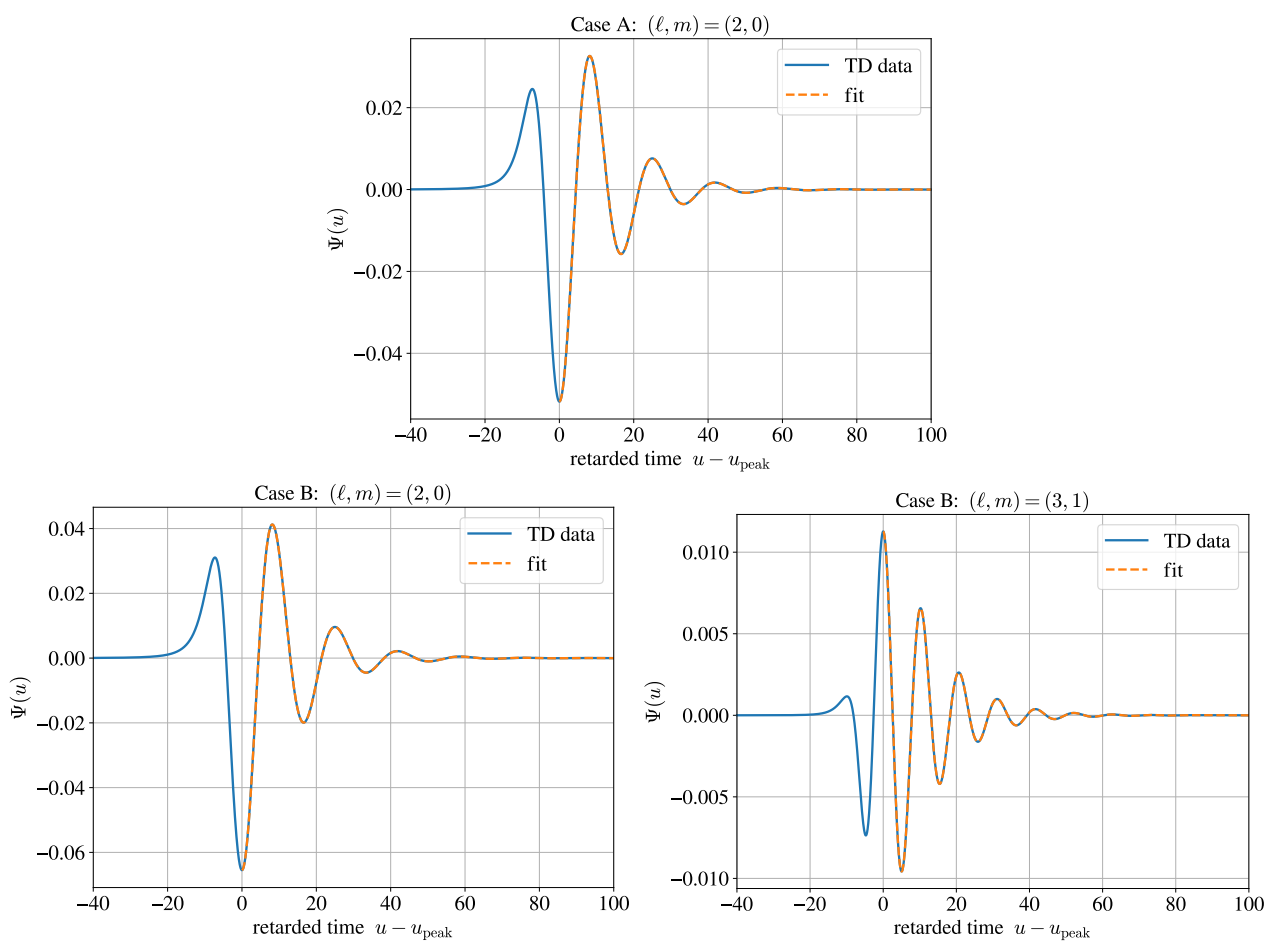 Case A: (ℓ, m) = (2, 0)
TD data
fit
0.02
0.00
−0.02
−0.04
Ψ(u)
−40 −20 0 20 40 60 80 100
retarded time u − u_peak
Case B: (ℓ, m) = (2, 0)
TD data
fit
0.04
0.02
0.00
−0.02
−0.04
−0.06
Ψ(u)
−40 −20 0 20 40 60 80 100
retarded time u − u_peak
Case B: (ℓ, m) = (3, 1)
TD data
fit
0.010
0.005
0.000
−0.005
−0.010
Ψ(u)
−40 −20 0 20 40 60 80 100
retarded time u − u_peak